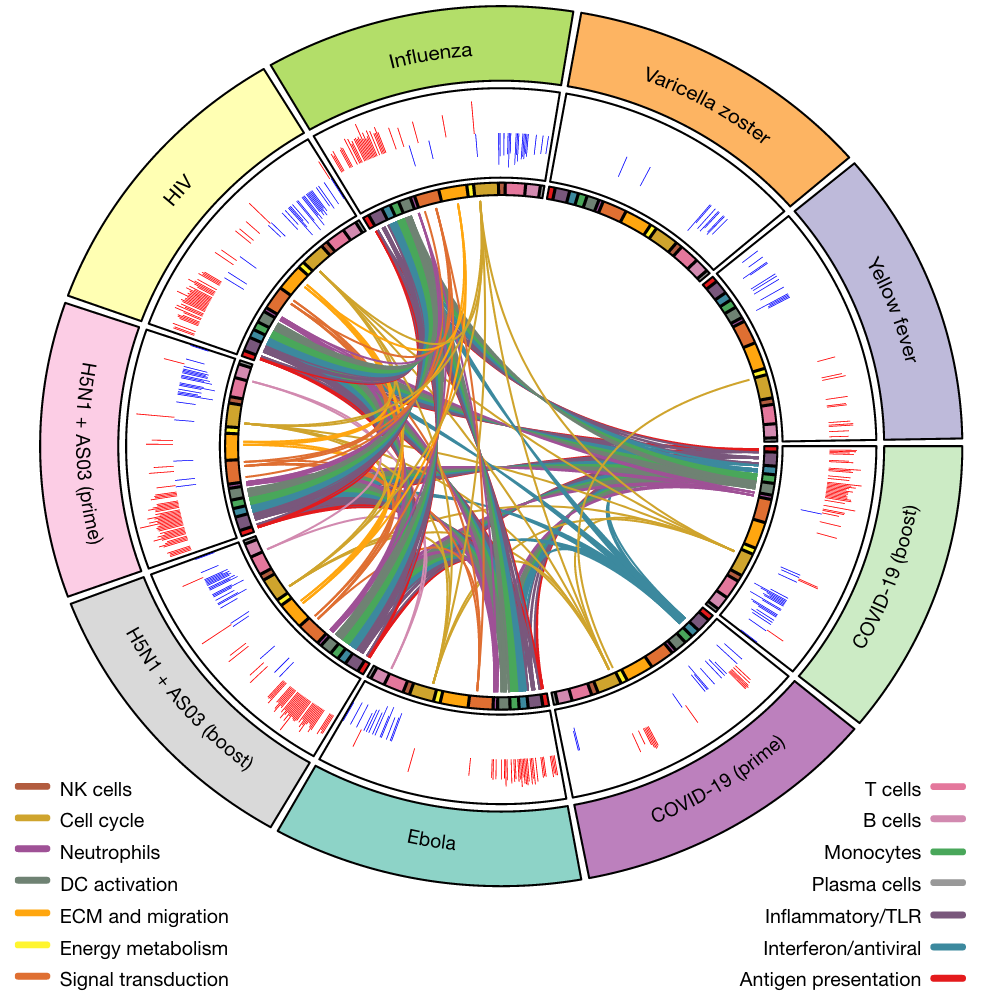 Influenza
Varicella zoster
HIV
Yellow fever
H5N1 + AS03 (prime)
COVID-19 (boost)
H5N1 + AS03 (boost)
COVID-19 (prime)
Ebola
NK cells
Cell cycle
Neutrophils
DC activation
ECM and migration
Energy metabolism
Signal transduction
T cells
B cells
Monocytes
Plasma cells
Inflammatory/TLR
Interferon/antiviral
Antigen presentation